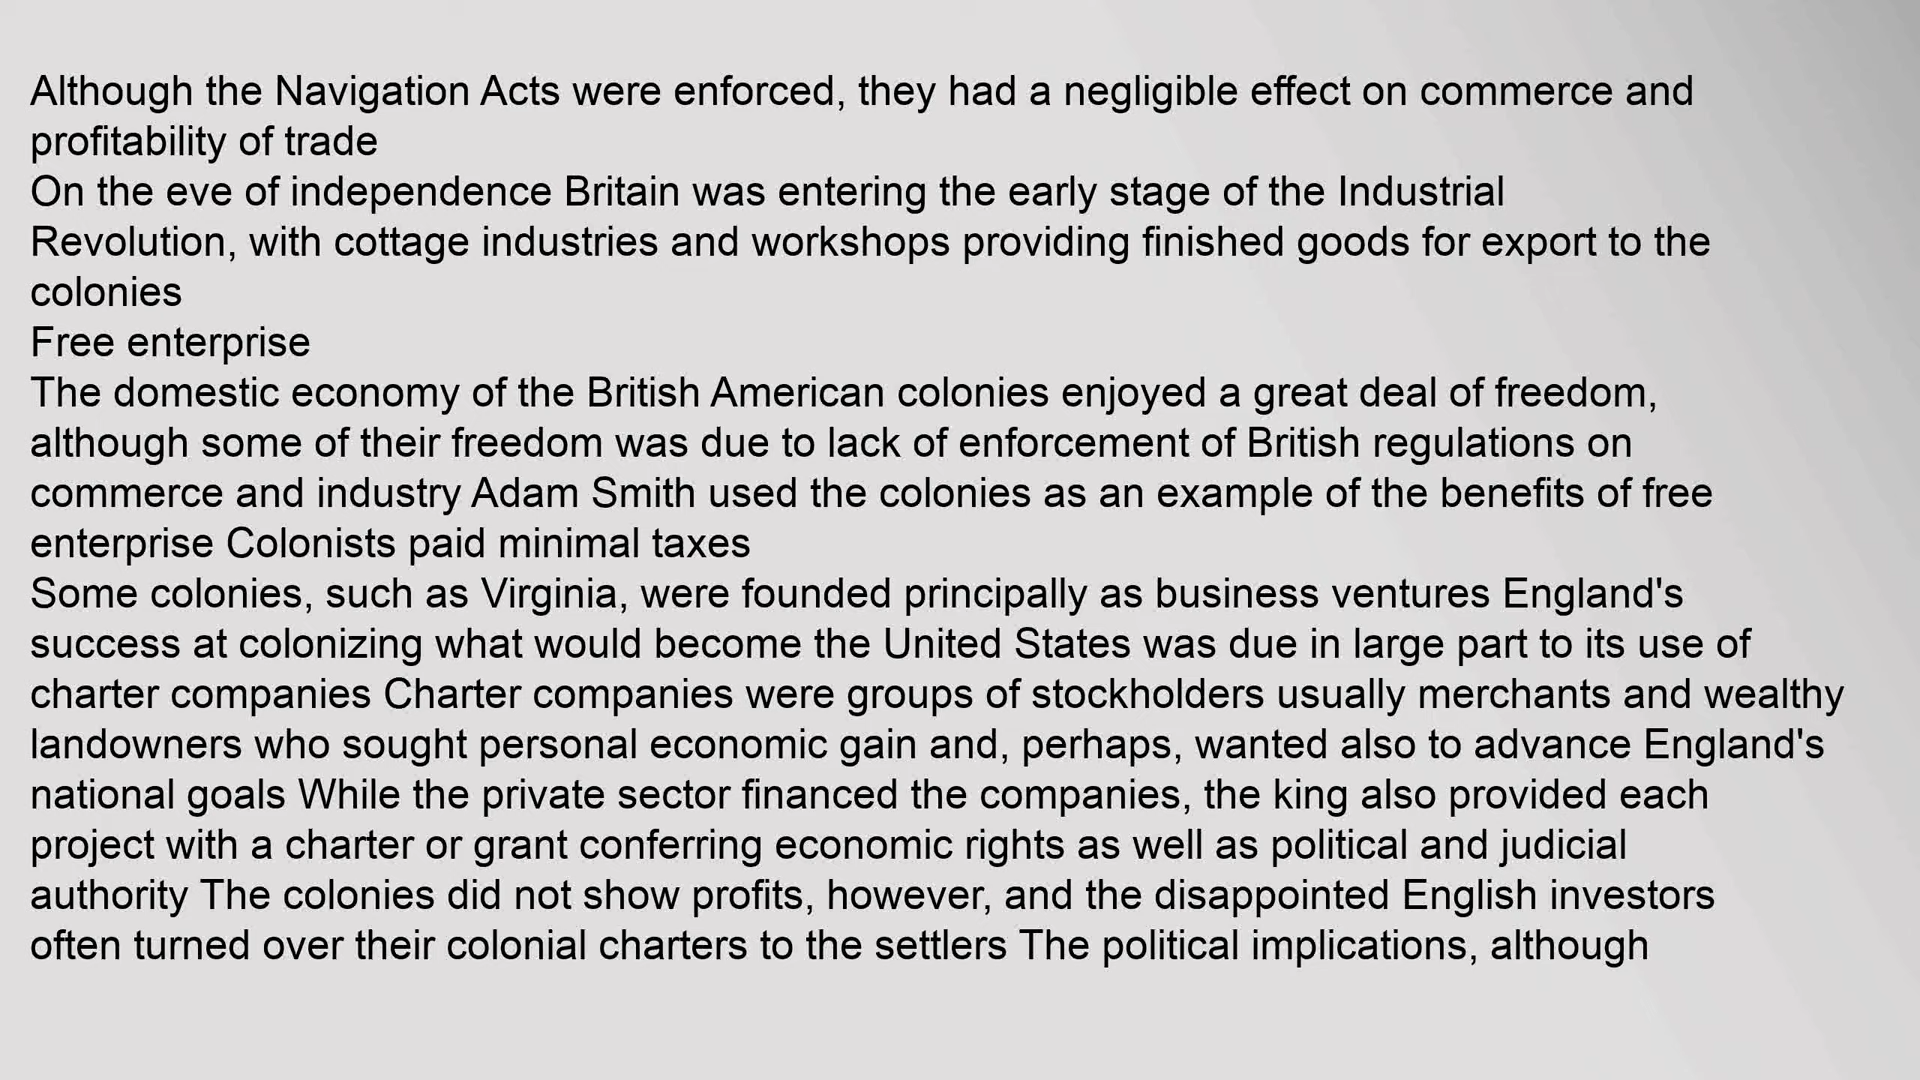 Although the Navigation Acts were enforced, they had a negligible effect on commerce and
profitability of trade
On the eve of independence Britain was entering the early stage of the Industrial
Revolution, with cottage industries and workshops providing finished goods for export to the
colonies
Free enterprise
The domestic economy of the British American colonies enjoyed a great deal of freedom,
although some of their freedom was due to lack of enforcement of British regulations on
commerce and industry Adam Smith used the colonies as an example of the benefits of free
enterprise Colonists paid minimal taxes
Some colonies, such as Virginia, were founded principally as business ventures England's
success at colonizing what would become the United States was due in large part to its use of
charter companies Charter companies were groups of stockholders usually merchants and wealthy
landowners who sought personal economic gain and, perhaps, wanted also to advance England's
national goals While the private sector financed the companies, the king also provided each
project with a charter or grant conferring economic rights as well as political and judicial
authority The colonies did not show profits, however, and the disappointed English investors
often turned over their colonial charters to the settlers The political implications, although